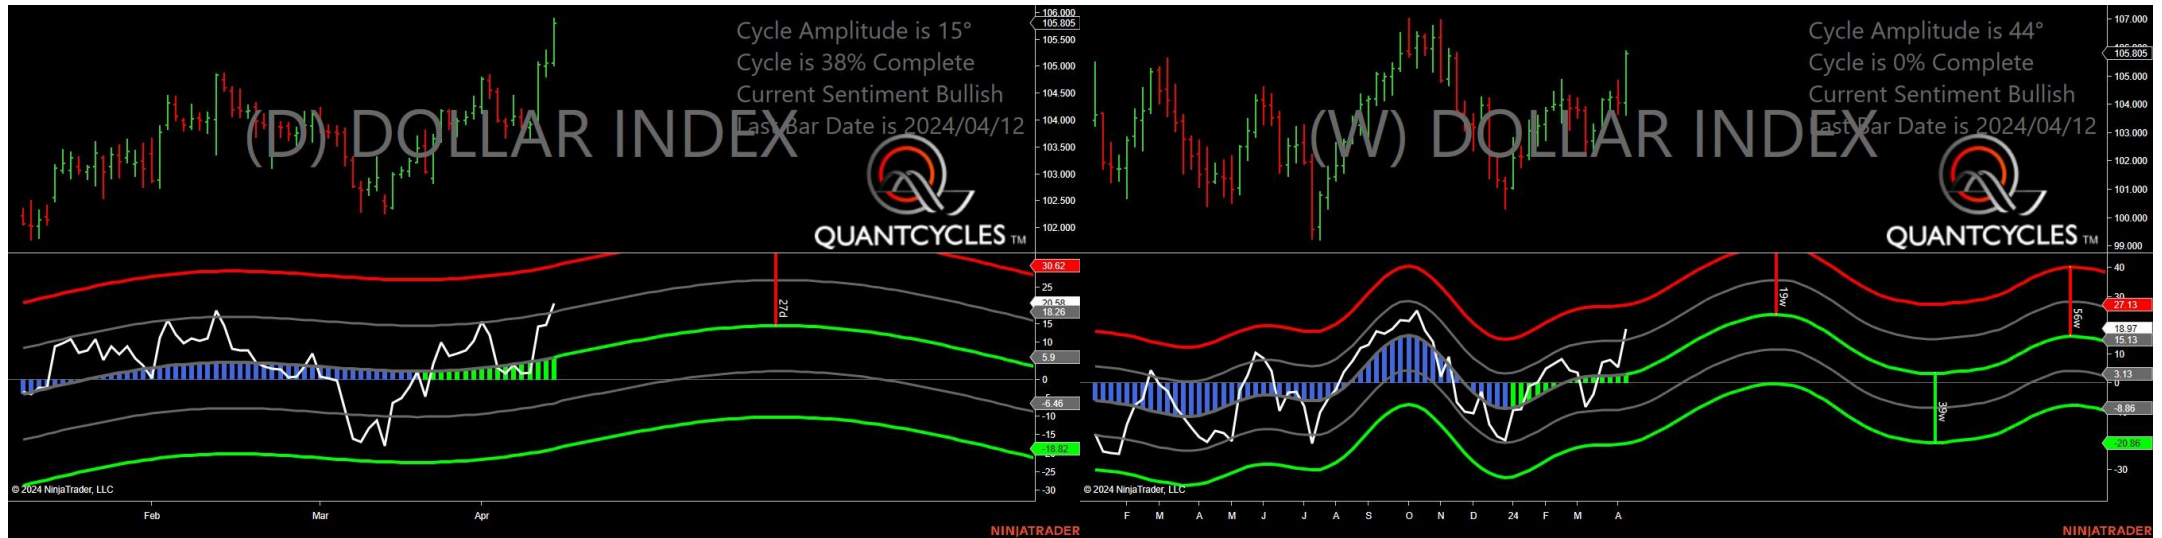 Cycle Amplitude is 15°
Cycle is 38% Complete
Current Sentiment Bullish
Last Bar Date is 2024/04/12
(D) DOLLAR INDEX
QUANTCYCLES TM
106.000
105.805
105.500
105.000
104.500
104.000
103.500
103.000
102.500
102.000
27d
30.62
25
20.58
18.26
15
10
5.9
0
-6.46
-10
-15
-18.82
-25
-30
© 2024 NinjaTrader, LLC
Feb
Mar
Apr
NINJATRADER
Cycle Amplitude is 44°
Cycle is 0% Complete
Current Sentiment Bullish
Last Bar Date is 2024/04/12
(W) DOLLAR INDEX
QUANTCYCLES TM
107.000
105.805
105.000
104.000
103.000
102.000
101.000
100.000
99.000
19w
39w
56w
40
30
27.13
18.97
15.13
10
3.13
0
-8.86
-20.86
-30
© 2024 NinjaTrader, LLC
F
M
A
M
J
J
A
S
O
N
D
24
F
M
A
NINJATRADER